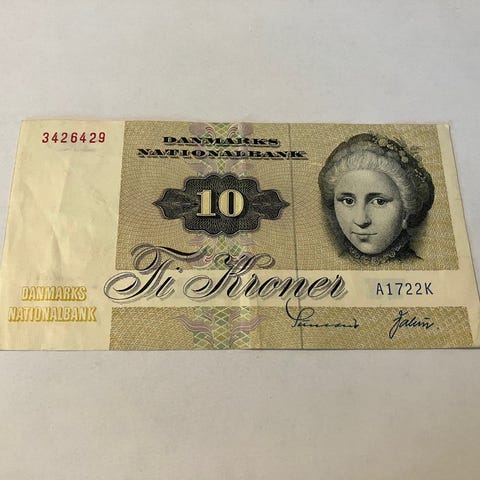 3426429
DANMARKS
NATIONALBANK
10
Ti Kroner
A1722K
DANMARKS
NATIONALBANK